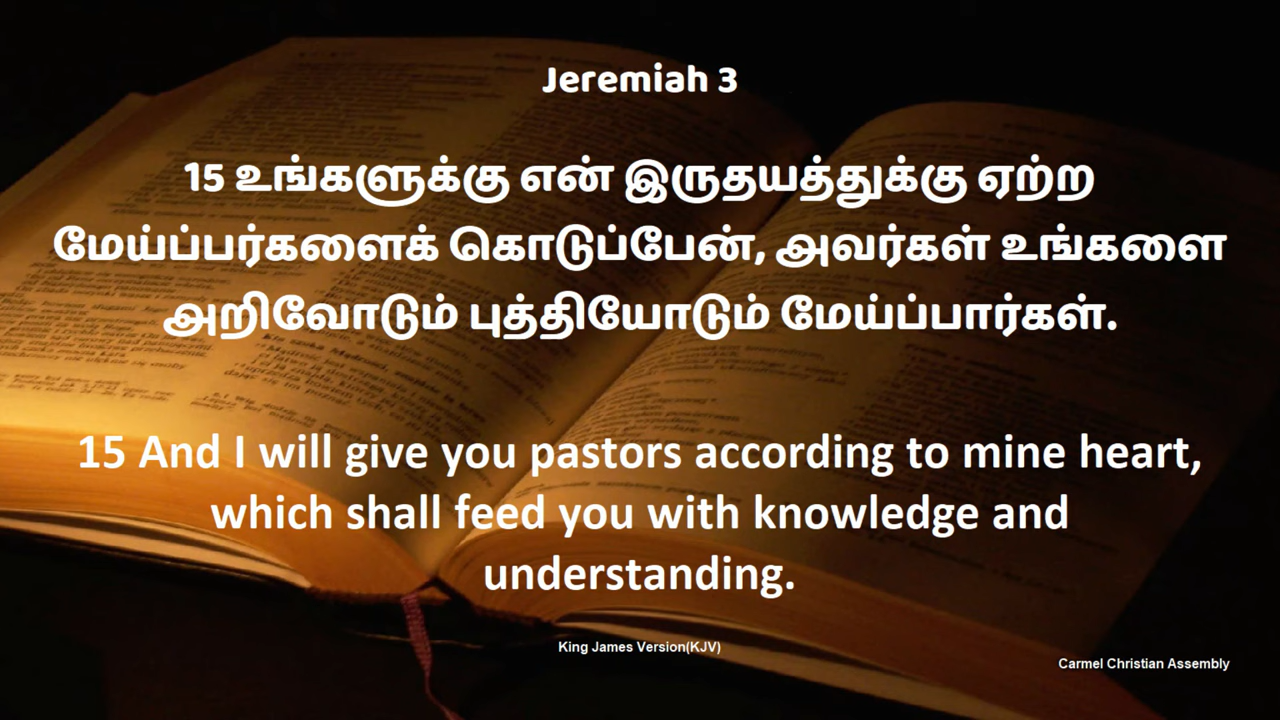 Jeremiah 3
15 உங்களுக்கு என் இருதயத்துக்கு ஏற்ற
மேய்ப்பர்களைக் கொடுப்பேன், அவர்கள் உங்களை
அறிவோடும் புத்தியோடும் மேய்ப்பார்கள்.
15 And I will give you pastors according to mine heart,
which shall feed you with knowledge and
understanding.
King James Version(KJV)
Carmel Christian Assembly